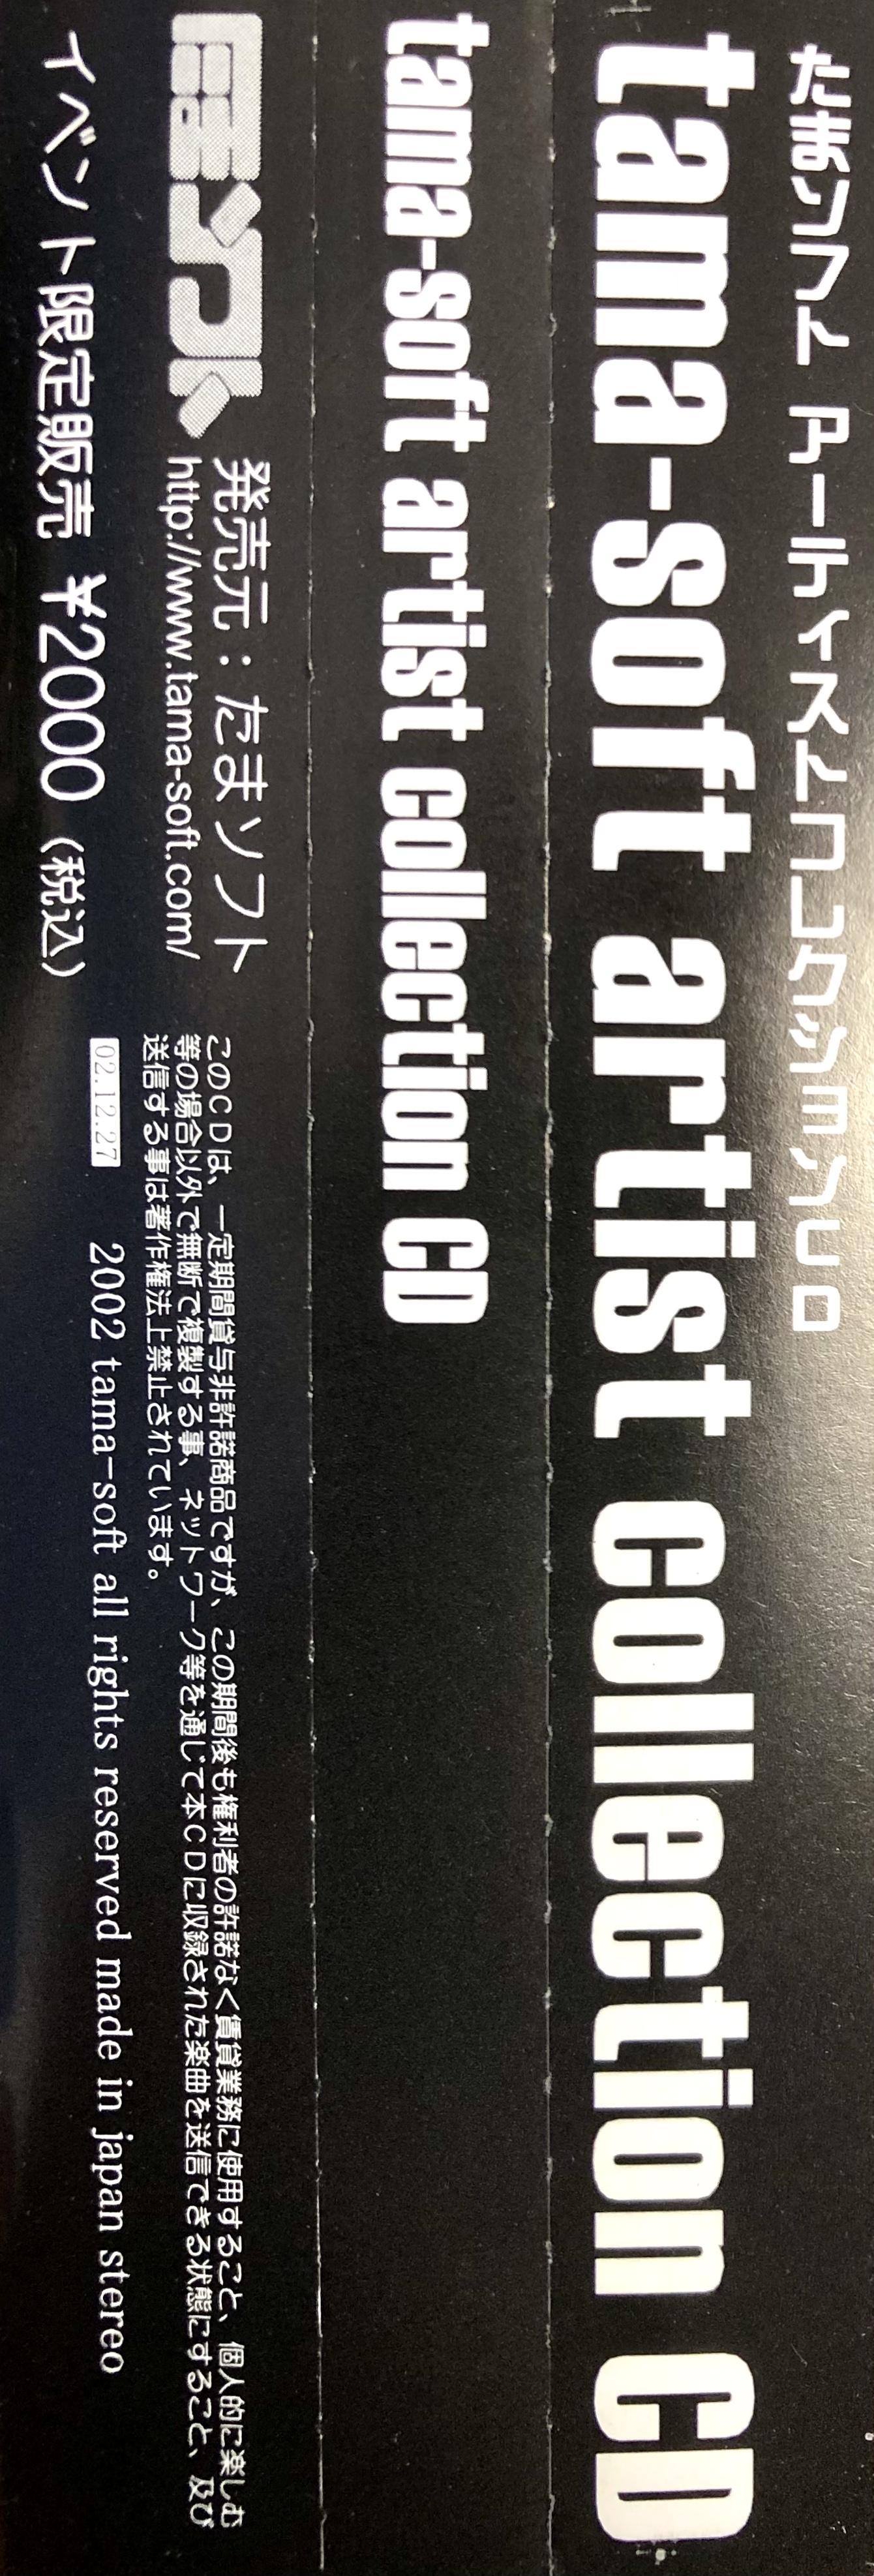 たまソフト アーティストコレクションCD
tama-soft artist collection CD
tama-soft artist collection CD
たまソフト
発売元：たまソフト
http://www.tama-soft.com/
イベント限定販売 ¥2000（税込）
このCDは、一定期間貸与非許諾商品ですが、この期間後も権利者の許諾なく賃貸業務に使用すること、個人的に楽しむ
等の場合以外で無断で複製する事、ネットワーク等を通じて本CDに収録された楽曲を送信できる状態にすること、及び
送信する事は著作権法上禁止されています。
02.12.27
2002 tama-soft all rights reserved made in japan stereo